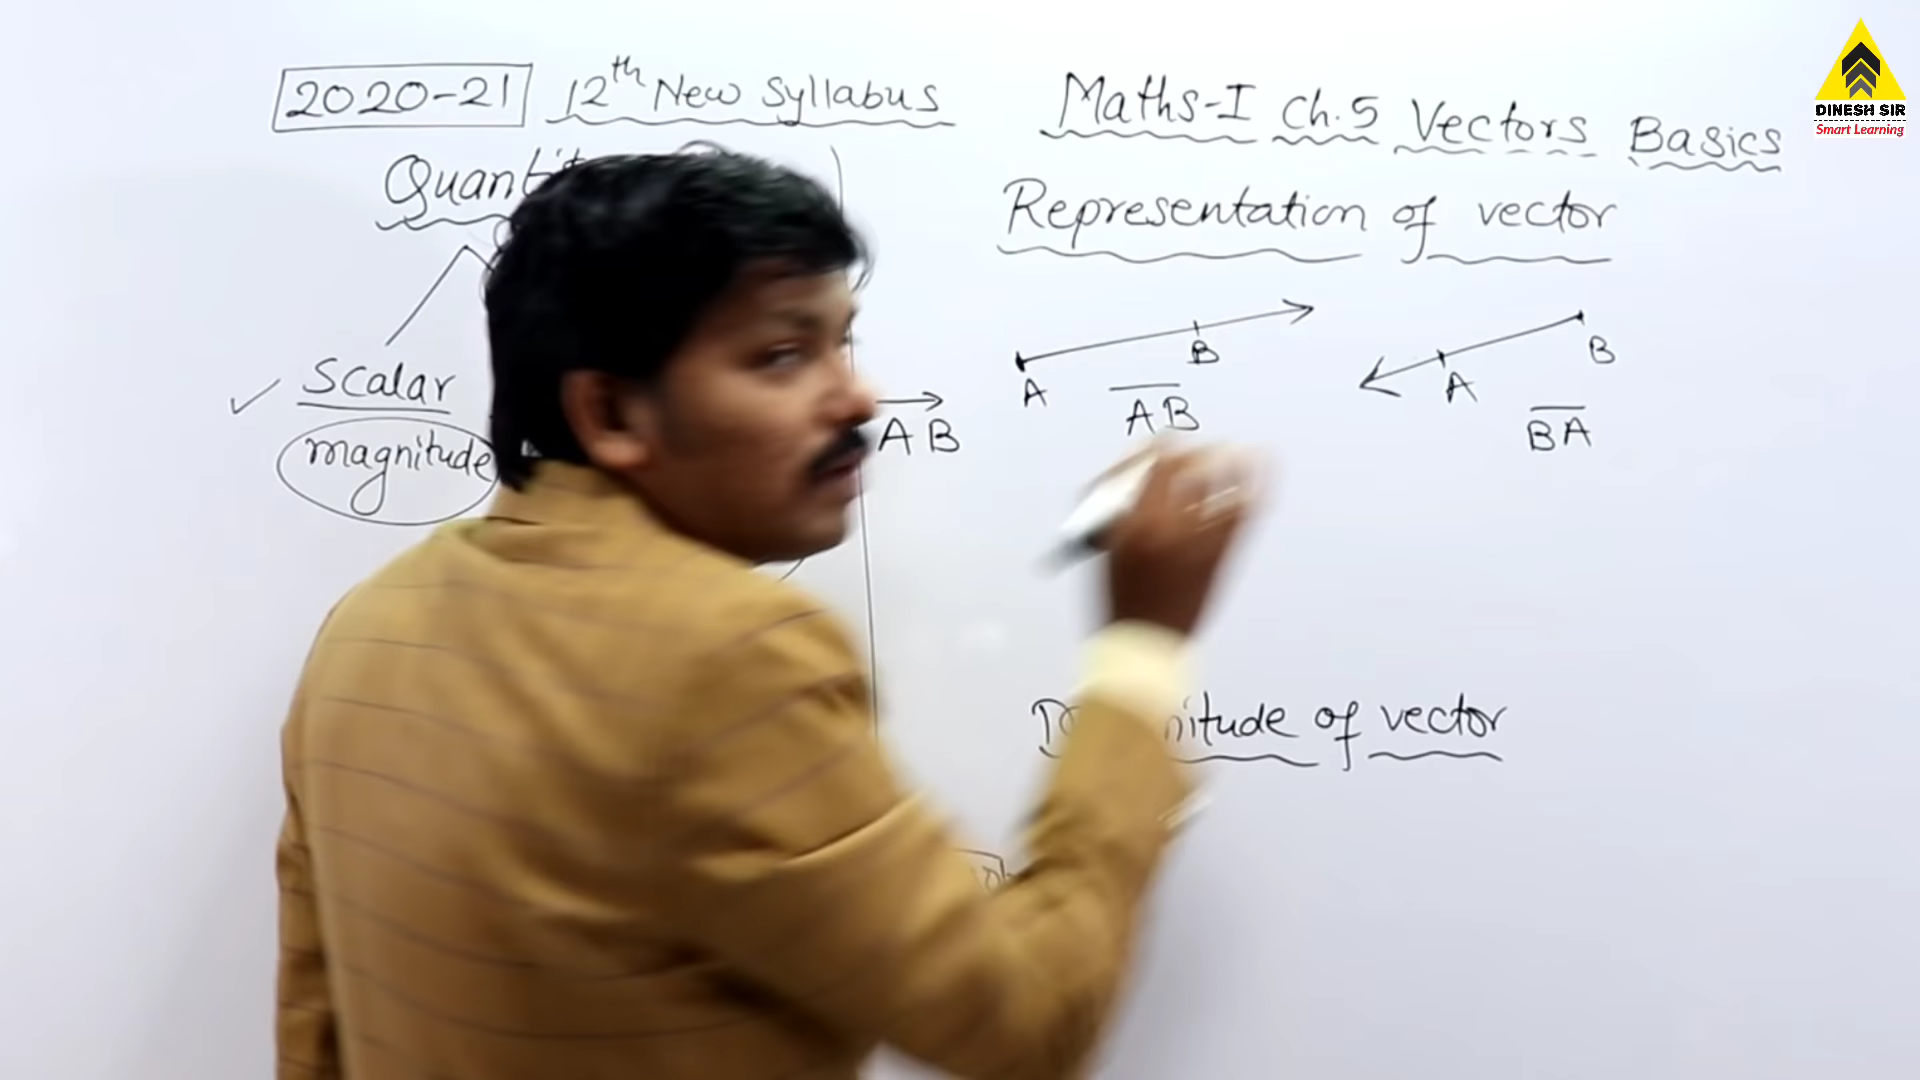 2020-21 12th New Syllabus
Maths-I Ch.5 Vectors Basics
DINESH SIR
Smart Learning
Representation of vector
Scalar
magnitude
AB
A
B
AB
B
A
BA
of vector